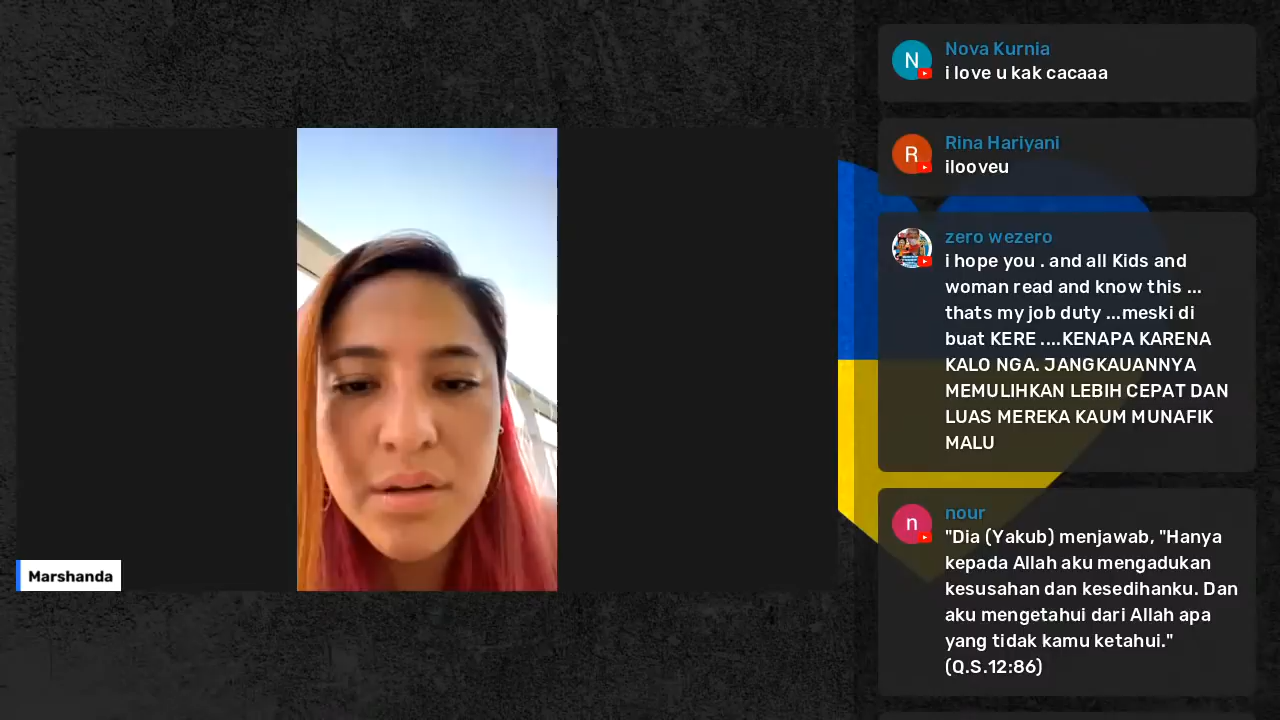 Marshanda
N
Nova Kurnia
i love u kak cacaaa
R
Rina Hariyani
ilooveu
zero wezero
i hope you . and all Kids and
woman read and know this ...
thats my job duty ...meski di
buat KERE ....KENAPA KARENA
KALO NGA. JANGKAUANNYA
MEMULIHKAN LEBIH CEPAT DAN
LUAS MEREKA KAUM MUNAFIK
MALU
n
nour
"Dia (Yakub) menjawab, "Hanya
kepada Allah aku mengadukan
kesusahan dan kesedihanku. Dan
aku mengetahui dari Allah apa
yang tidak kamu ketahui."
(Q.S.12:86)